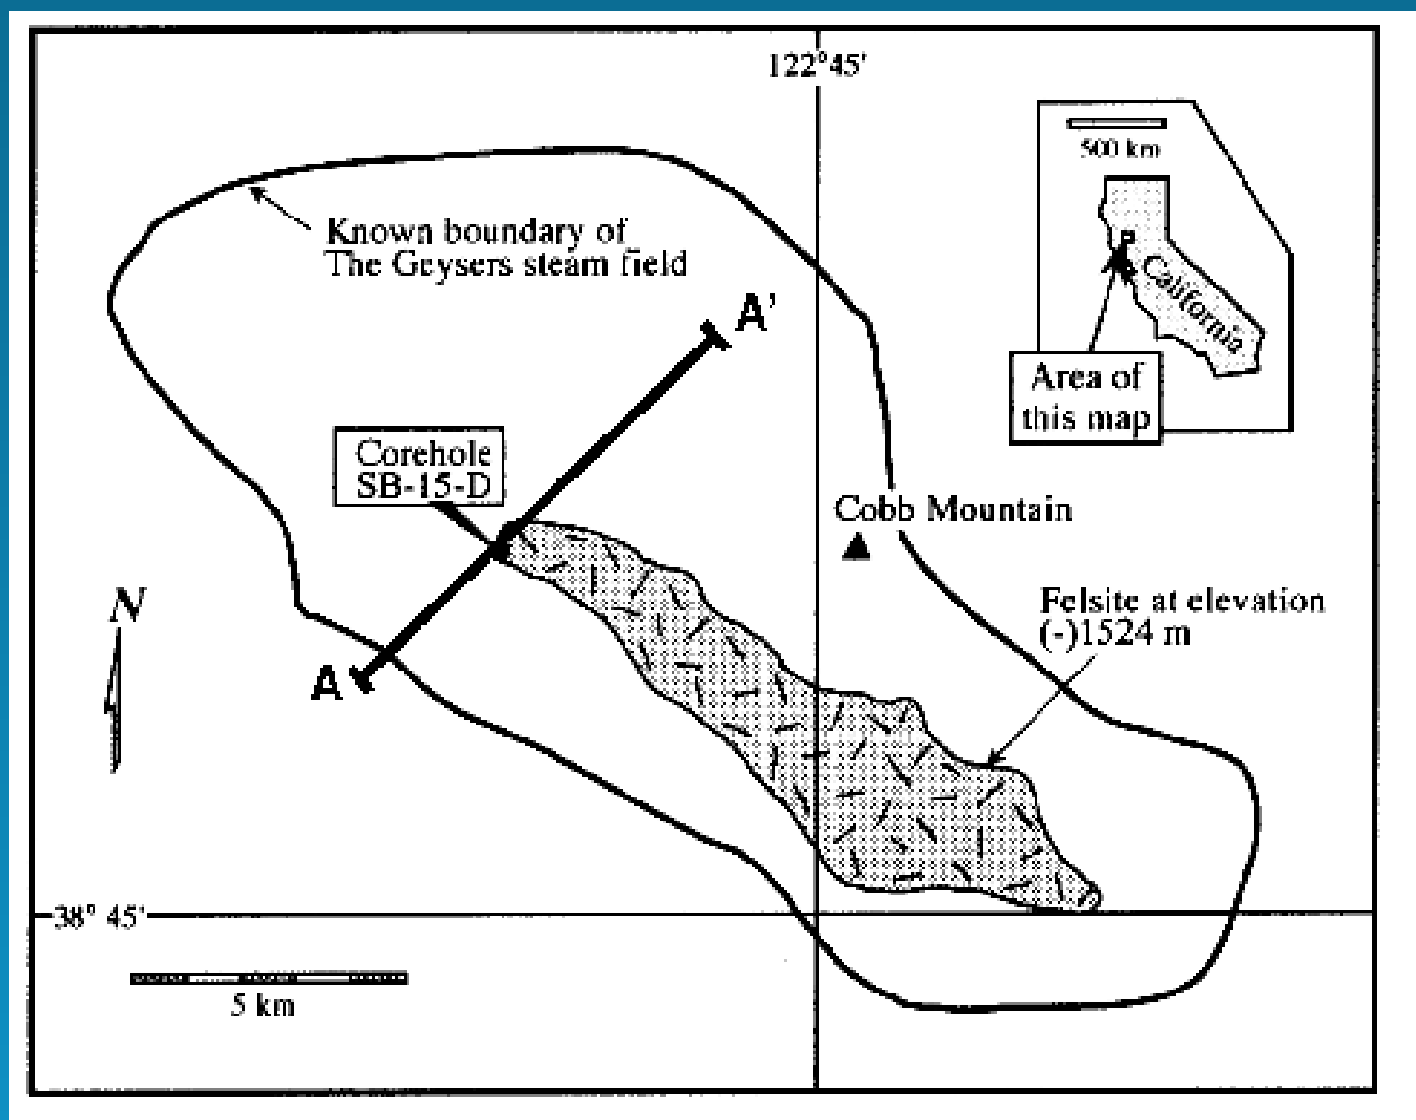 122°45'
500 km
California
Area of
this map
Known boundary of
The Geysers steam field
A'
Corehole
SB-15-D
Cobb Mountain
N
Felsite at elevation
(-)1524 m
A
38° 45'
5 km